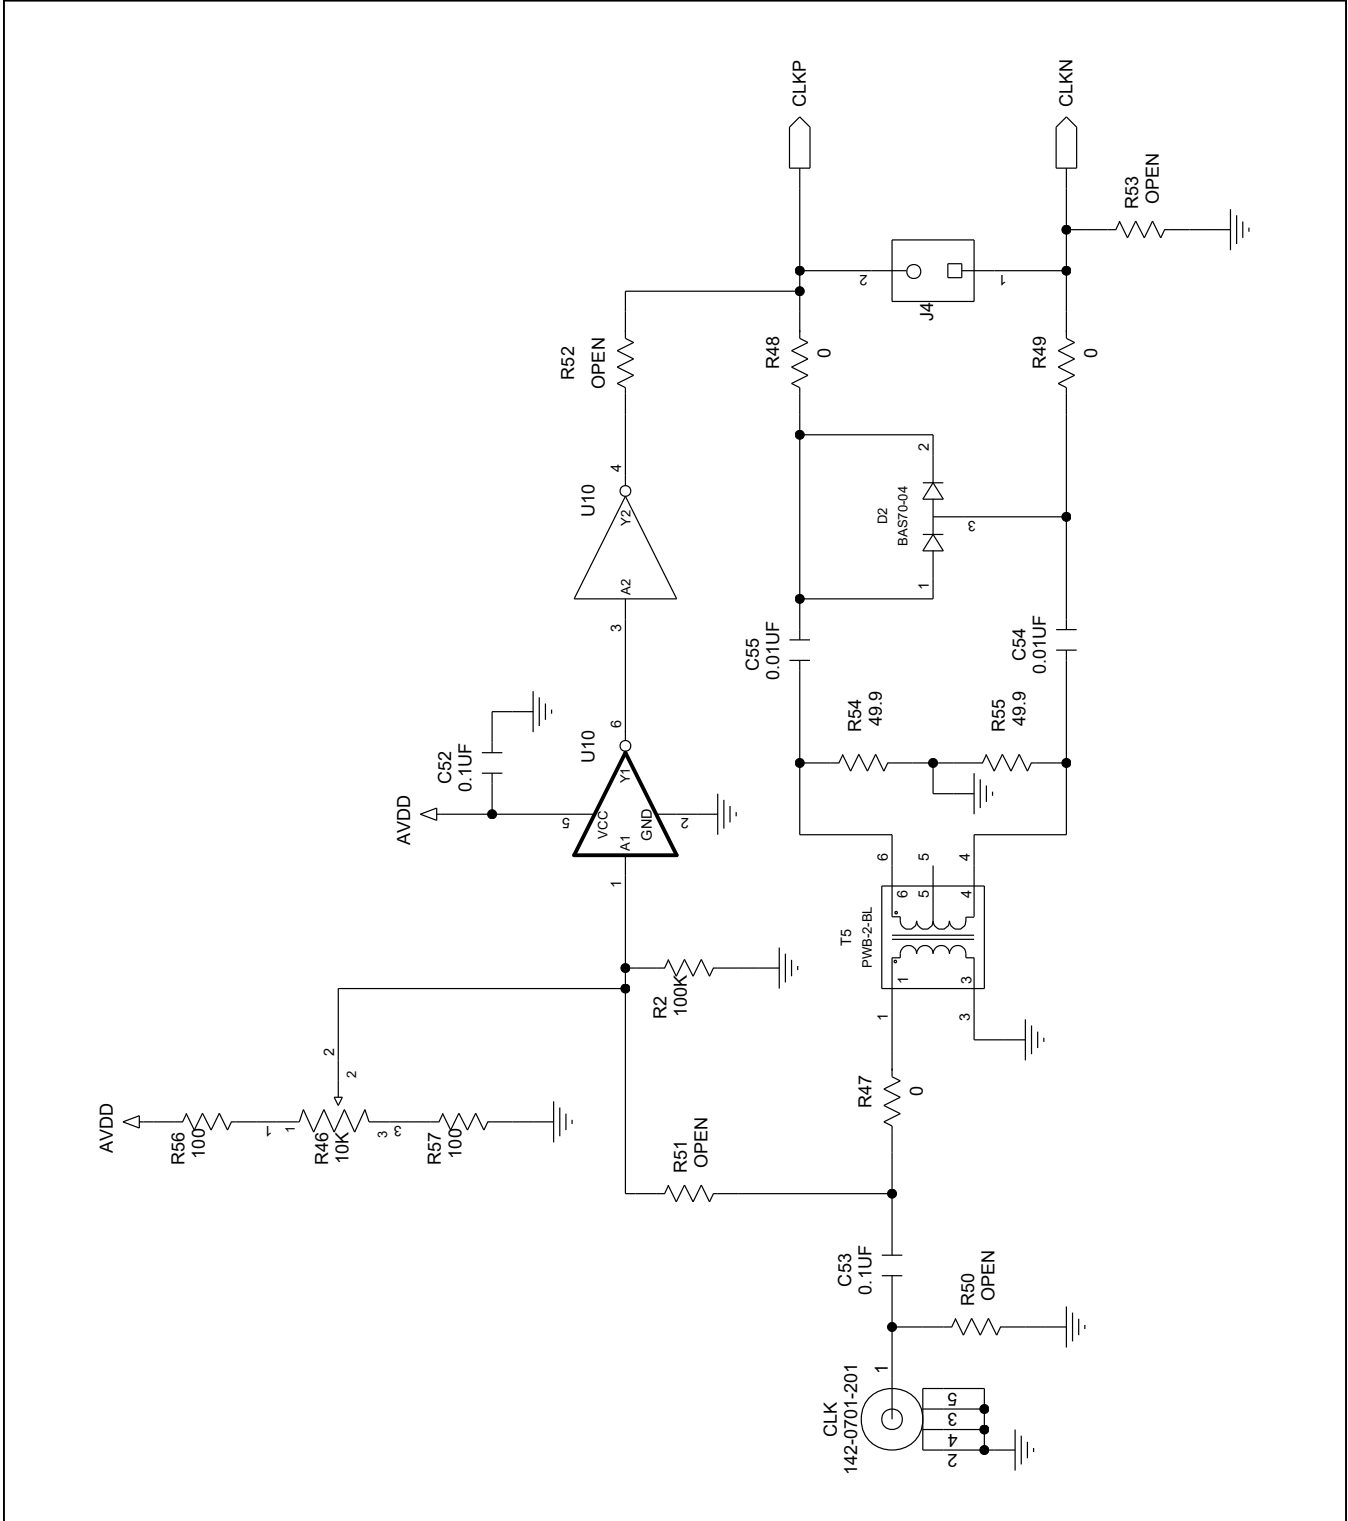 CLKP
CLKN
R53
OPEN
2
1
J4
R52
OPEN
R48
0
R49
0
4
U10
Y2
A2
3
2
D2
BAS70-04
3
1
C55
0.01UF
C54
0.01UF
R54
49.9
R55
49.9
C52
0.1UF
6
U10
Y1
AVDD
5
VCC
A1
GND
2
1
6
5
4
6
5
4
T5
PWB-2-BL
1
3
1
3
R2
100K
2
2
AVDD
R56
100
1
1
R46
10K
3
3
R57
100
R47
0
R51
OPEN
C53
0.1UF
R50
OPEN
1
CLK
142-0701-201
5
3
4
2